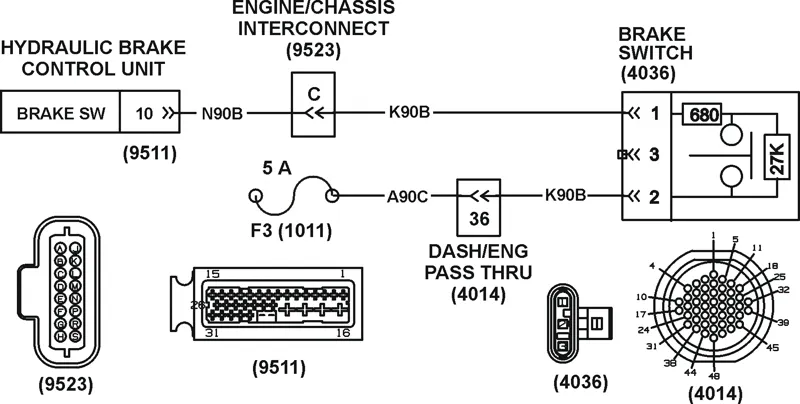 HYDRAULIC BRAKE
CONTROL UNIT
BRAKE SW
10
(9511)
N90B
ENGINE/CHASSIS
INTERCONNECT
(9523)
C
K90B
BRAKE
SWITCH
(4036)
1
680
3
27K
2
5 A
F3 (1011)
A90C
36
K90B
DASH/ENG
PASS THRU
(4014)
A
J
B
K
C
L
D
M
E
N
F
P
G
R
H
S
(9523)
15
1
26
31
16
(9511)
(4036)
1
5
11
4
18
25
10
32
17
24
39
31
45
38
44
48
(4014)